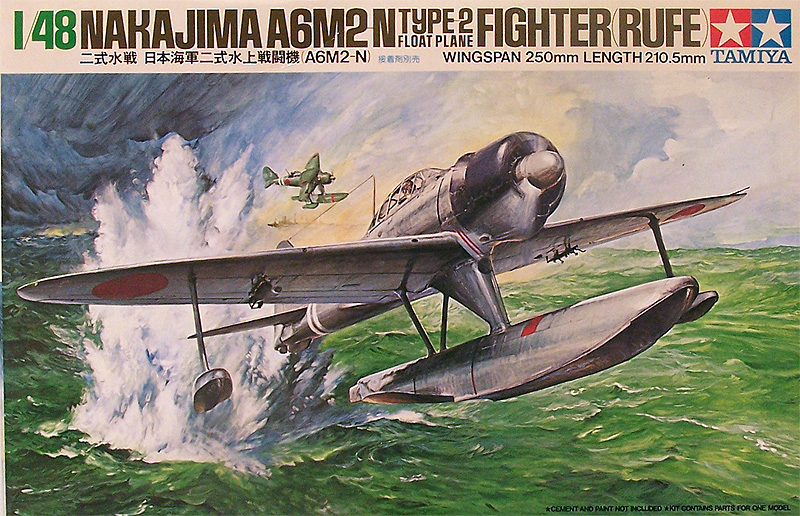 1/48 NAKAJIMA A6M2 N TYPE 2 FLOAT PLANE FIGHTER (RUFE)
二式水戦 日本海軍二式水上戦闘機 (A6M2-N) 接着剤別売 WINGSPAN 250mm LENGTH 210.5mm
TAMIYA
★CEMENT AND PAINT NOT INCLUDED ★KIT CONTAINS PARTS FOR ONE MODEL